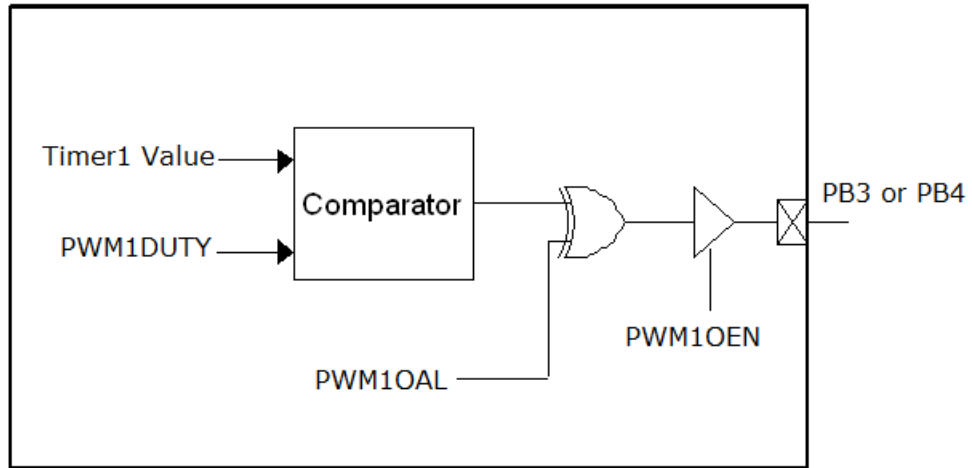 Timer1 Value
PB3 or PB4
Comparator
PWM1DUTY
PWM1OEN
PWM1OAL